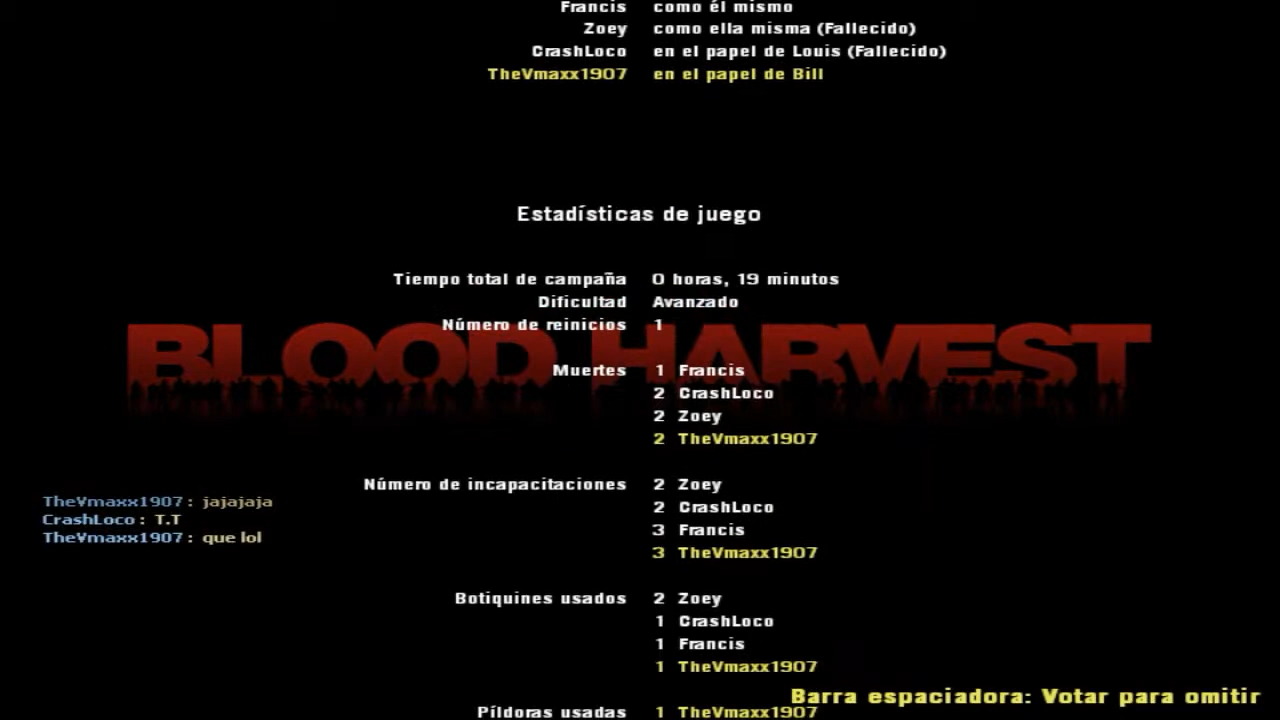 Francis como él mismo
Zoey como ella misma (Fallecido)
CrashLoco en el papel de Louis (Fallecido)
TheVmaxx1907 en el papel de Bill
Estadísticas de juego
Tiempo total de campaña 0 horas, 19 minutos
Dificultad Avanzado
Número de reinicios 1
BLOOD HARVEST
Muertes 1 Francis
2 CrashLoco
2 Zoey
2 TheVmaxx1907
Número de incapacitaciones 2 Zoey
2 CrashLoco
3 Francis
3 TheVmaxx1907
TheVmaxx1907 : jajajaja
CrashLoco : T.T
TheVmaxx1907 : que lol
Botiquines usados 2 Zoey
1 CrashLoco
1 Francis
1 TheVmaxx1907
Barra espaciadora: Votar para omitir
Píldoras usadas 1 TheVmaxx1907